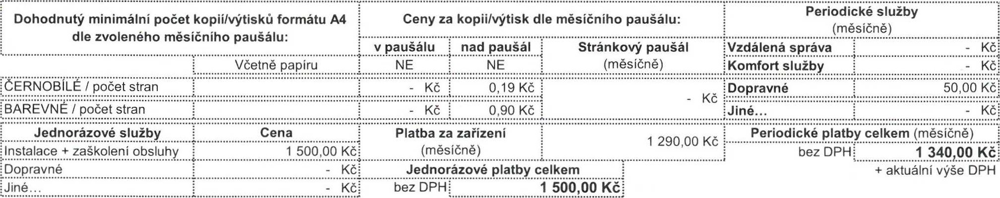 Dohodnutý minimální počet kopií/výtisků formátu A4
dle zvoleného měsíčního paušálu:
Ceny za kopii/výtisk dle měsíčního paušálu:
Periodické služby
(měsíčně)
v paušálu nad paušál Stránkový paušál
(měsíčně)
Vzdálená správa - Kč
Včetně papíru NE NE
Komfort služby - Kč
ČERNOBÍLÉ / počet stran - Kč 0,19 Kč
- Kč
Dopravné 50,00 Kč
BAREVNÉ / počet stran - Kč 0,90 Kč
Jiné... - Kč
Jednorázové služby Cena
Platba za zařízení
(měsíčně)
1 290,00 Kč
Periodické platby celkem (měsíčně)
Instalace + zaškolení obsluhy 1 500,00 Kč
bez DPH 1 340,00 Kč
Dopravné - Kč
Jednorázové platby celkem
+ aktuální výše DPH
Jiné... - Kč
bez DPH 1 500,00 Kč